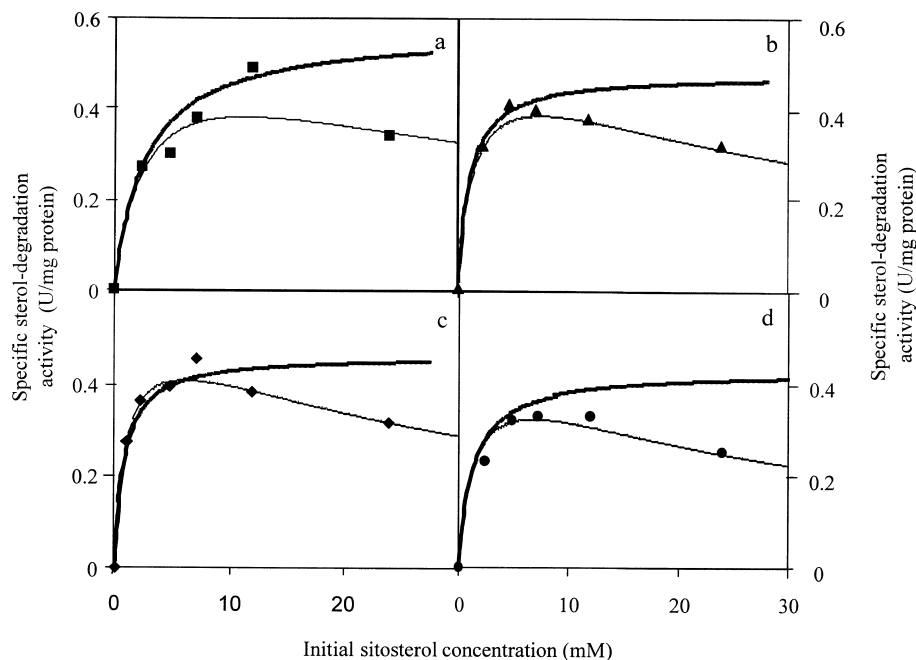 0.6
0.4
0.2
0
a
b
0.6
0.4
0.2
0
Specific sterol-degradation
activity (U/mg protein)
Specific sterol-degradation
activity (U/mg protein)
0.4
0.2
0
c
d
0.4
0.2
0
0
10
20
0
10
20
30
Initial sitosterol concentration (mM)